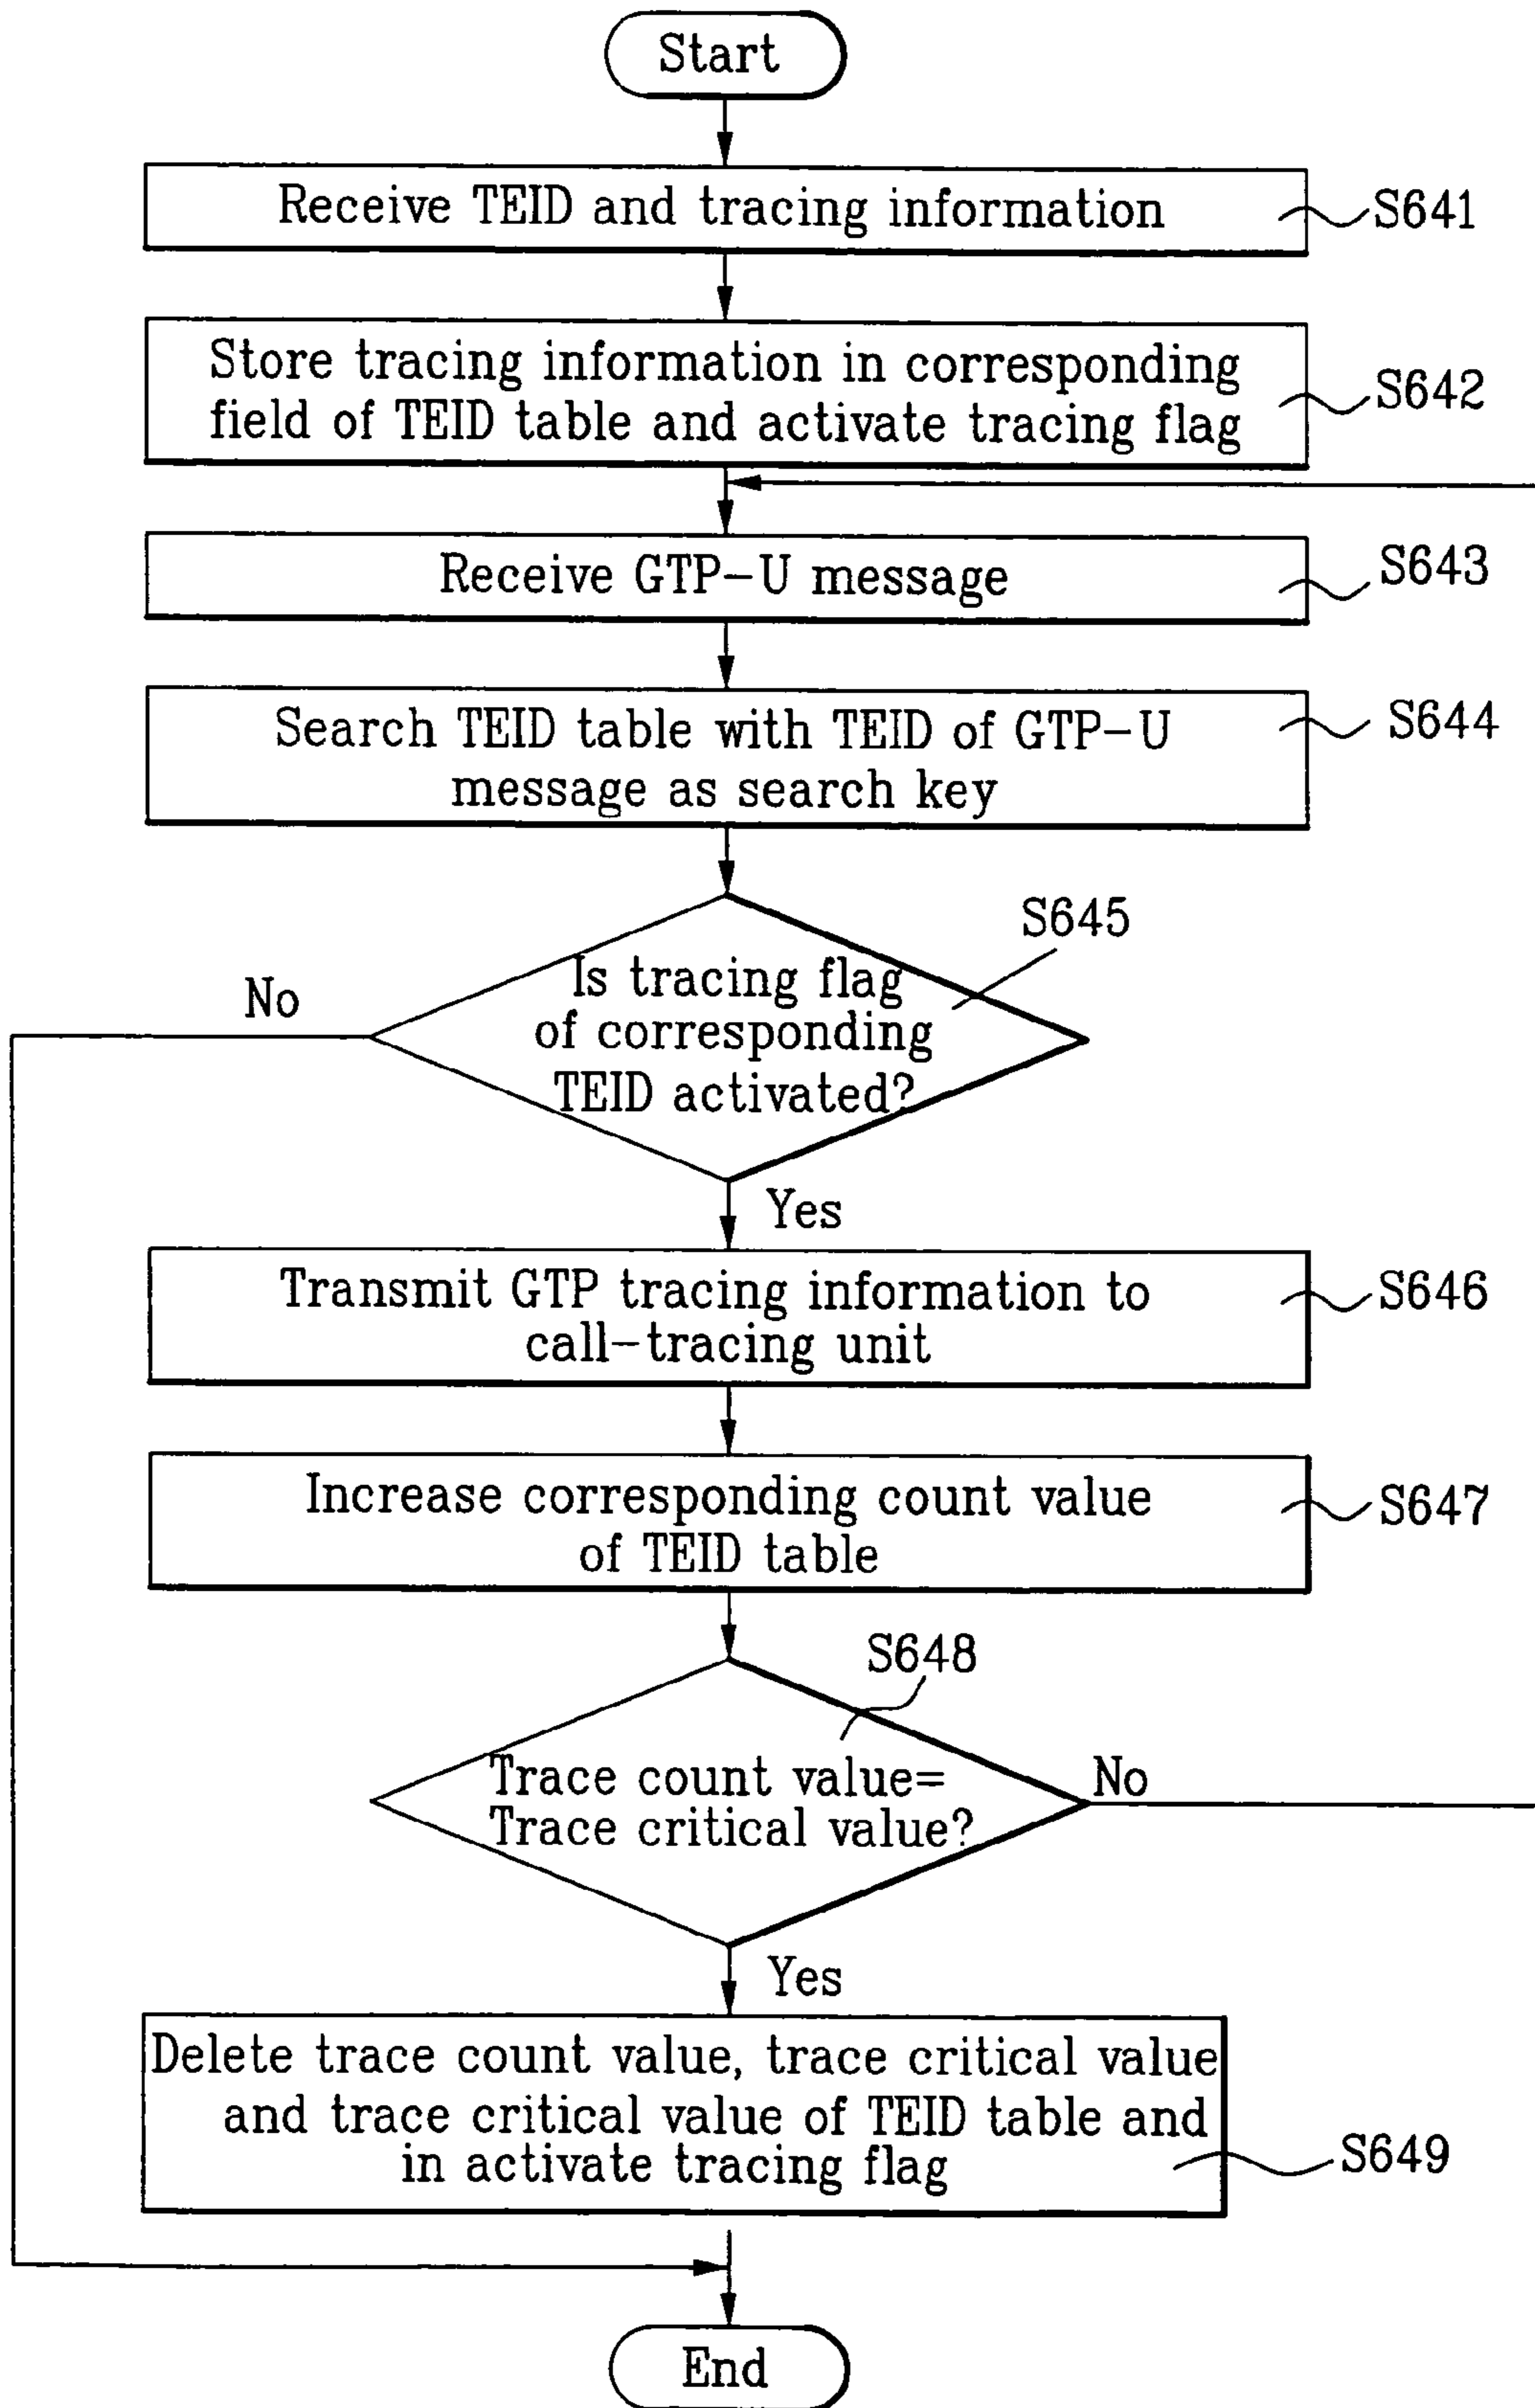 Start
Receive TEID and tracing information
S641
Store tracing information in corresponding
field of TEID table and activate tracing flag
S642
Receive GTP-U message
S643
Search TEID table with TEID of GTP-U
message as search key
S644
S645
No
Is tracing flag
of corresponding
TEID activated?
Yes
Transmit GTP tracing information to
call-tracing unit
S646
Increase corresponding count value
of TEID table
S647
S648
Trace count value=
Trace critical value?
No
Yes
Delete trace count value, trace critical value
and trace critical value of TEID table and
in activate tracing flag
S649
End